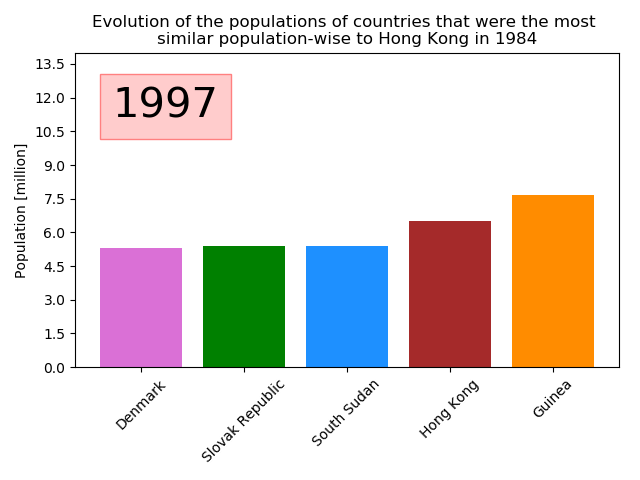 Evolution of the populations of countries that were the most
similar population-wise to Hong Kong in 1984
1997
Population [million]
13.5
12.0
10.5
9.0
7.5
6.0
4.5
3.0
1.5
0.0
Denmark
Slovak Republic
South Sudan
Hong Kong
Guinea